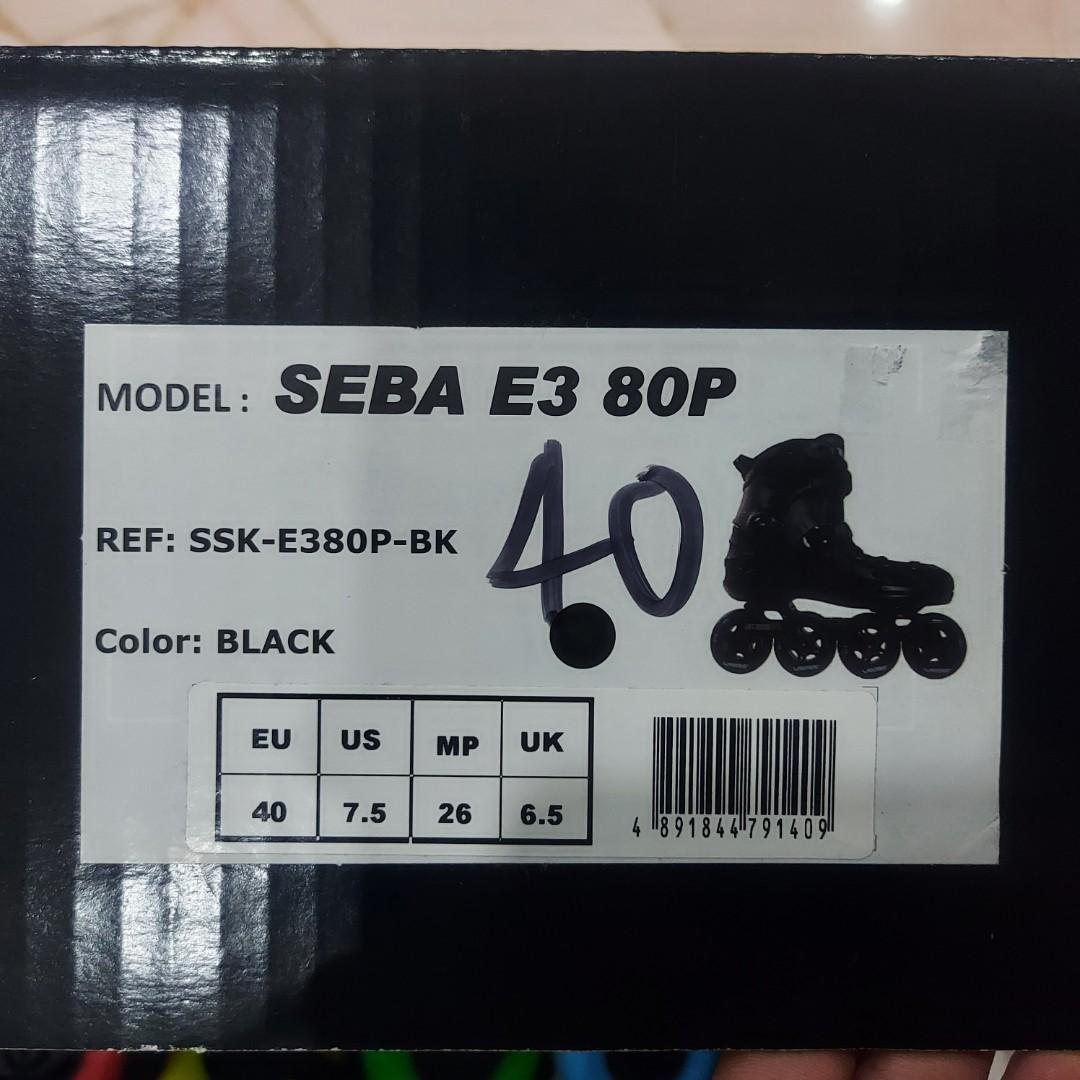 MODEL: SEBA E3 80P
40
REF: SSK-E380P-BK
Color: BLACK
EU US MP UK
40 7.5 26 6.5
4 891844 791409